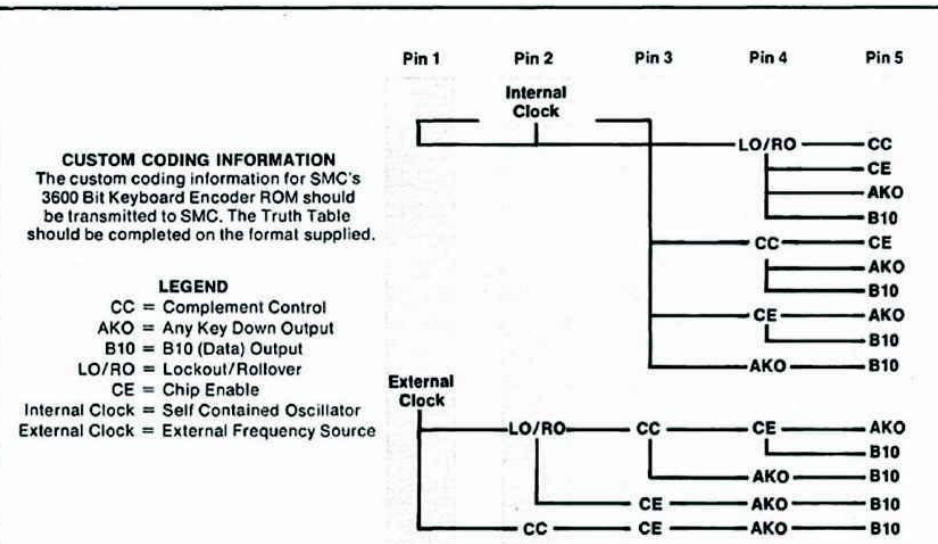 Pin 1 Pin 2 Pin 3 Pin 4 Pin 5
Internal
Clock
CUSTOM CODING INFORMATION
The custom coding information for SMC's
3600 Bit Keyboard Encoder ROM should
be transmitted to SMC. The Truth Table
should be completed on the format supplied.
LEGEND
CC = Complement Control
AKO = Any Key Down Output
B10 = B10 (Data) Output
LO/RO = Lockout/Rollover
CE = Chip Enable
Internal Clock = Self Contained Oscillator
External Clock = External Frequency Source
LO/RO CC
CE
AKO
B10
CC CE
AKO
B10
CE AKO
B10
AKO B10
External
Clock
LO/RO CC CE AKO
B10
AKO B10
CE AKO B10
CC CE AKO B10